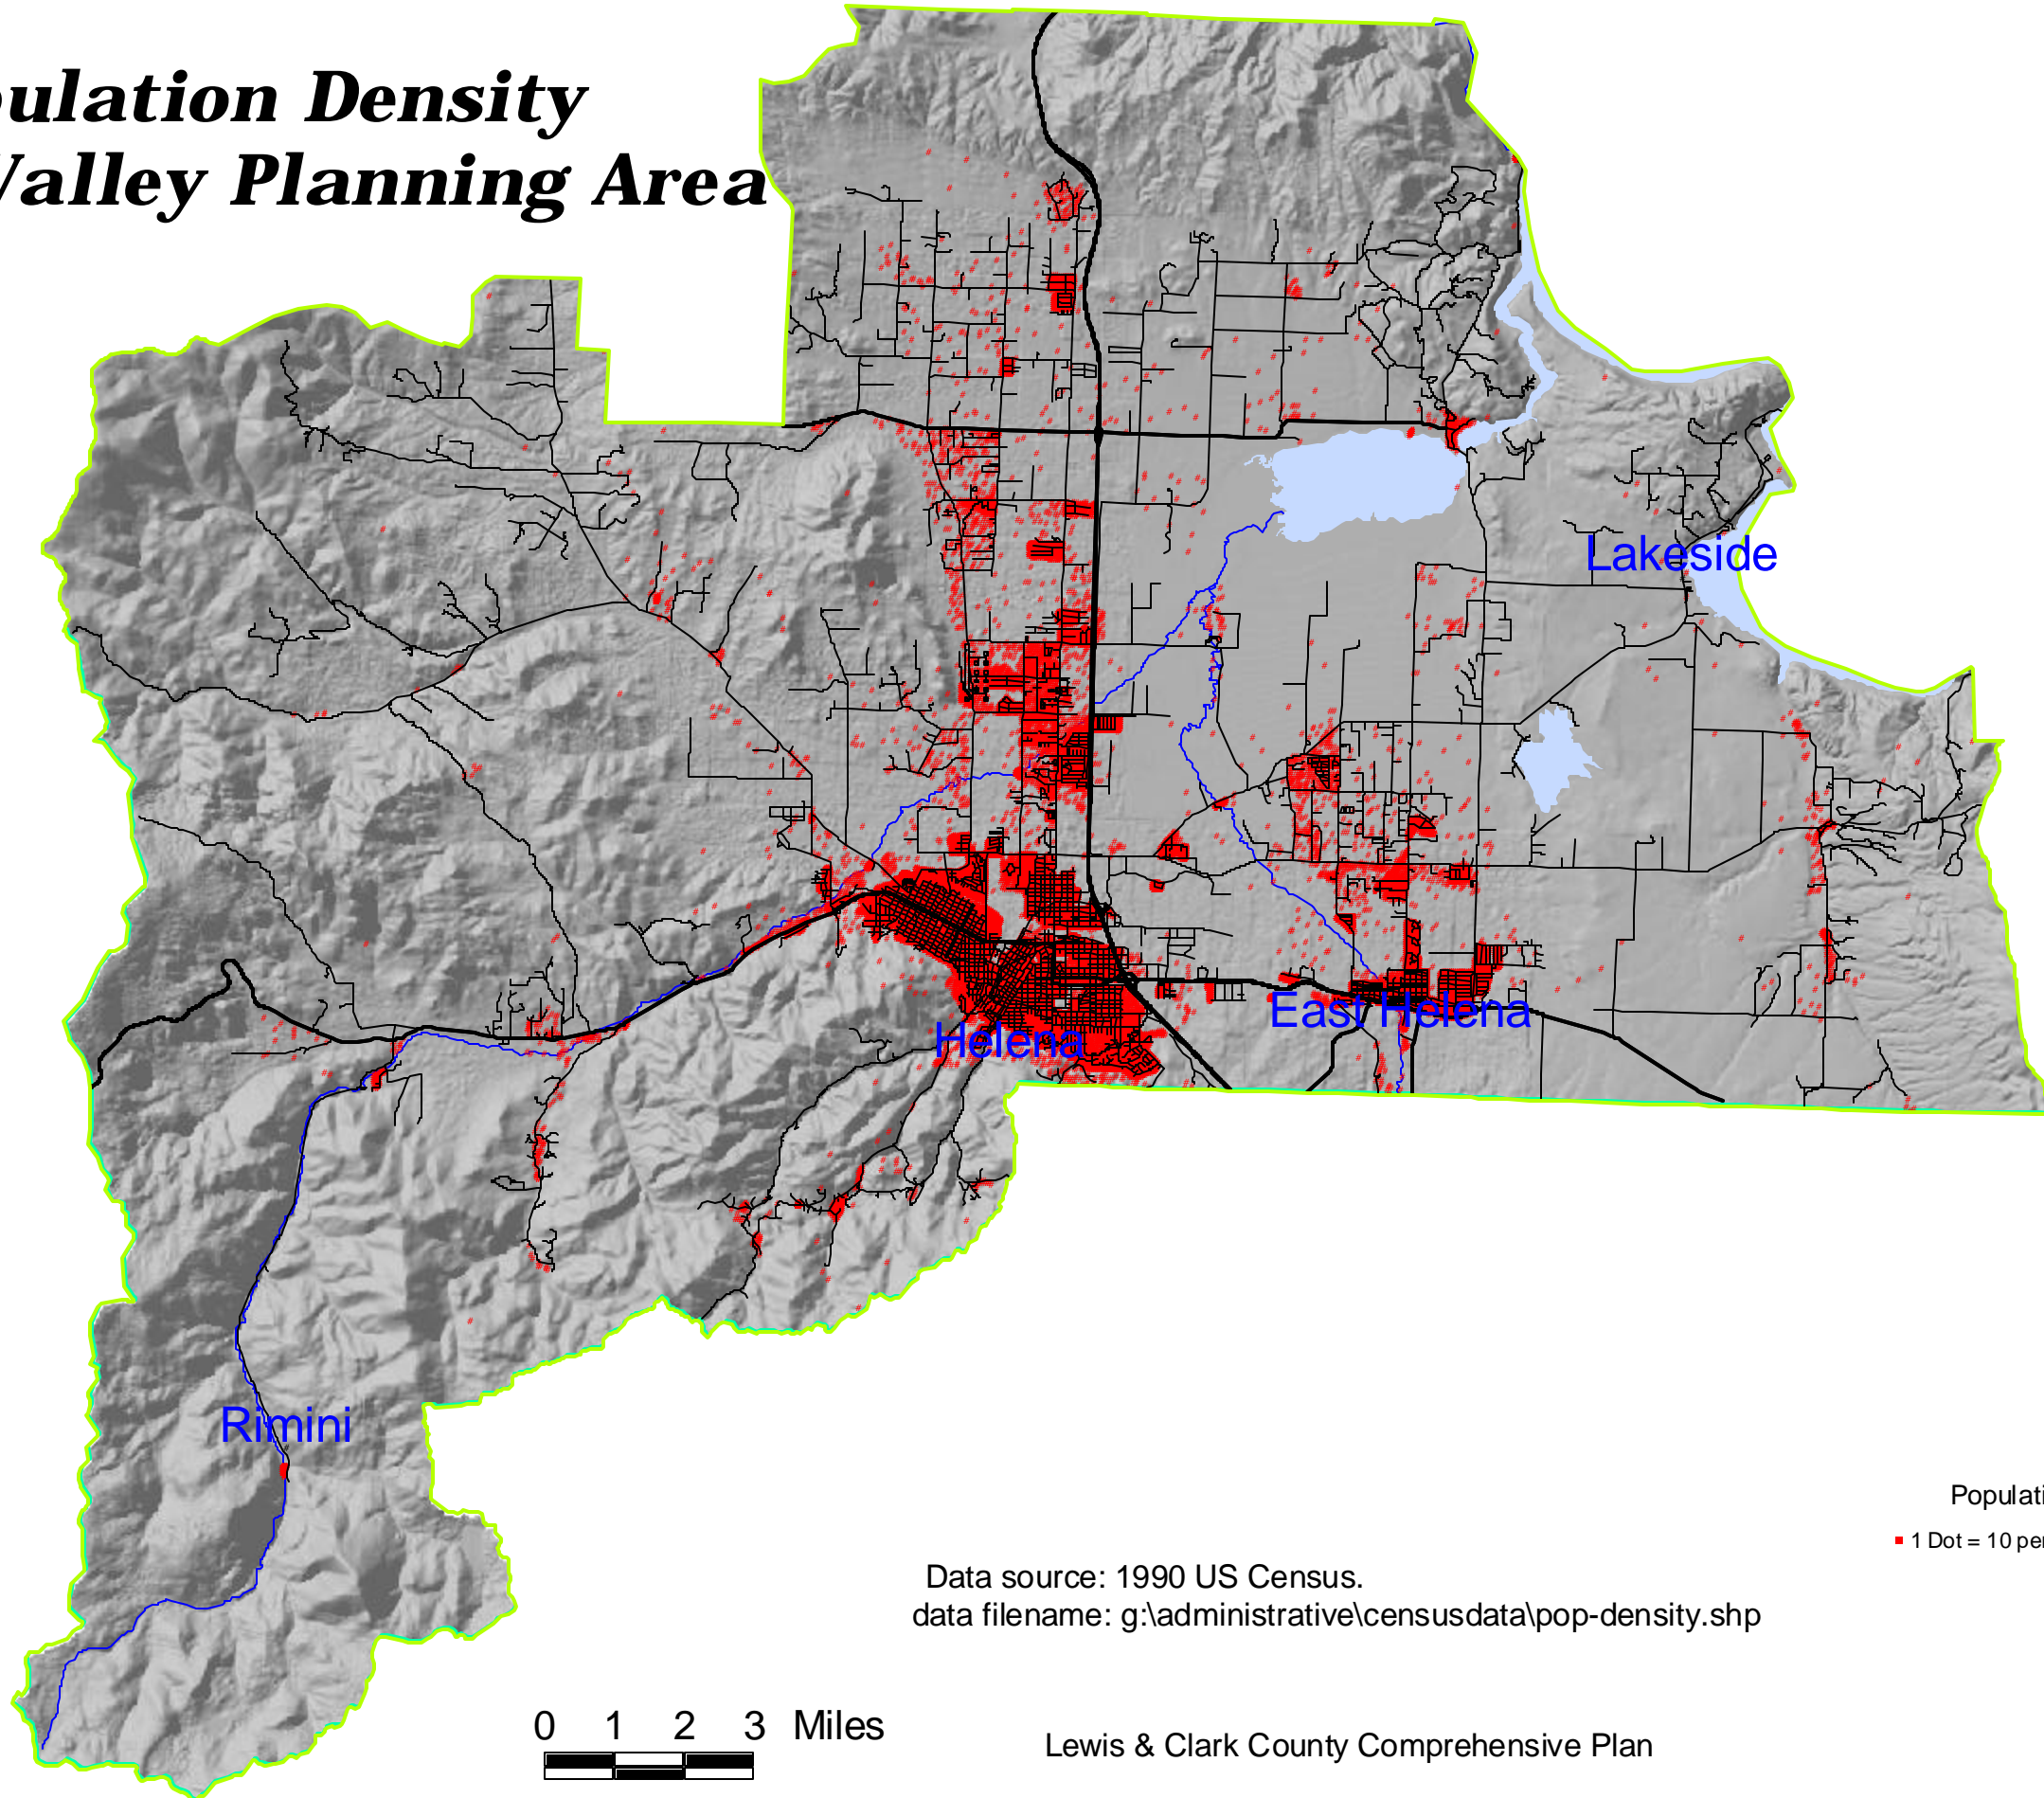 ulation Density
Valley Planning Area
Lakeside
East Helena
Helena
Rimini
Populati
1 Dot = 10 per
Data source: 1990 US Census.
data filename: g:\administrative\censusdata\pop-density.shp
0 1 2 3 Miles
Lewis & Clark County Comprehensive Plan